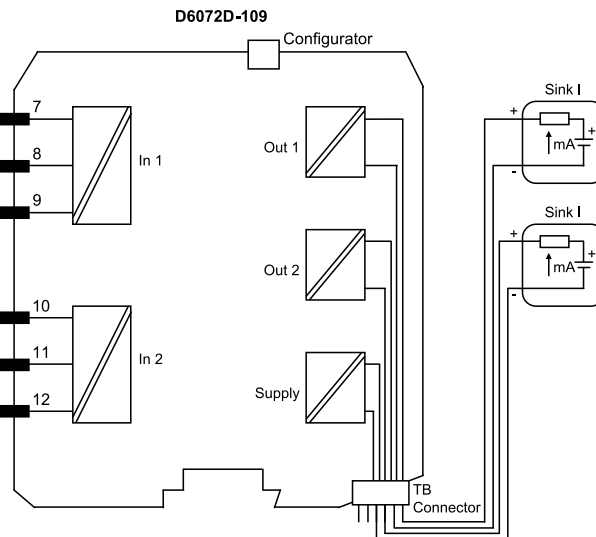 D6072D-109
Configurator
7
8
9
In 1
10
11
12
In 2
Out 1
Out 2
Supply
TB
Connector
Sink I
+
mA
+
-
Sink I
+
mA
+
-